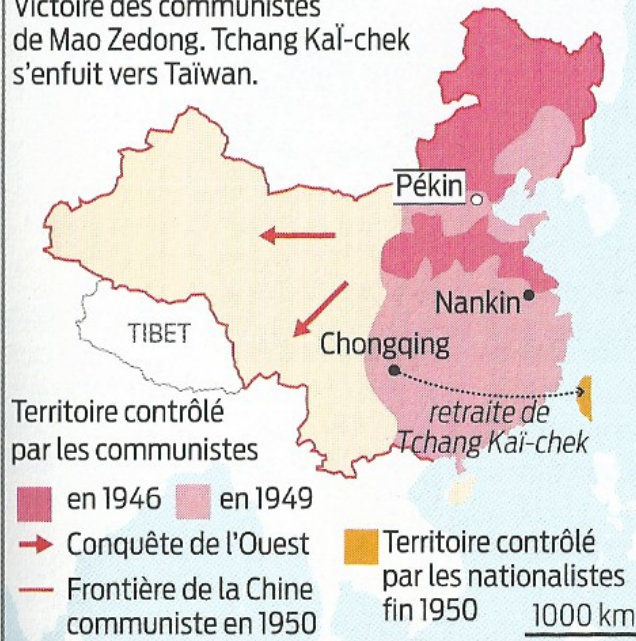 Victoire des communistes
de Mao Zedong. Tchang KaÏ-chek
s'enfuit vers Taïwan.
Pékin
Nankin
TIBET
Chongqing
retraite de
Tchang Kaï-chek
Territoire contrôlé
par les communistes
en 1946
en 1949
Conquête de l'Ouest
Frontière de la Chine
communiste en 1950
Territoire contrôlé
par les nationalistes
fin 1950
1000 km